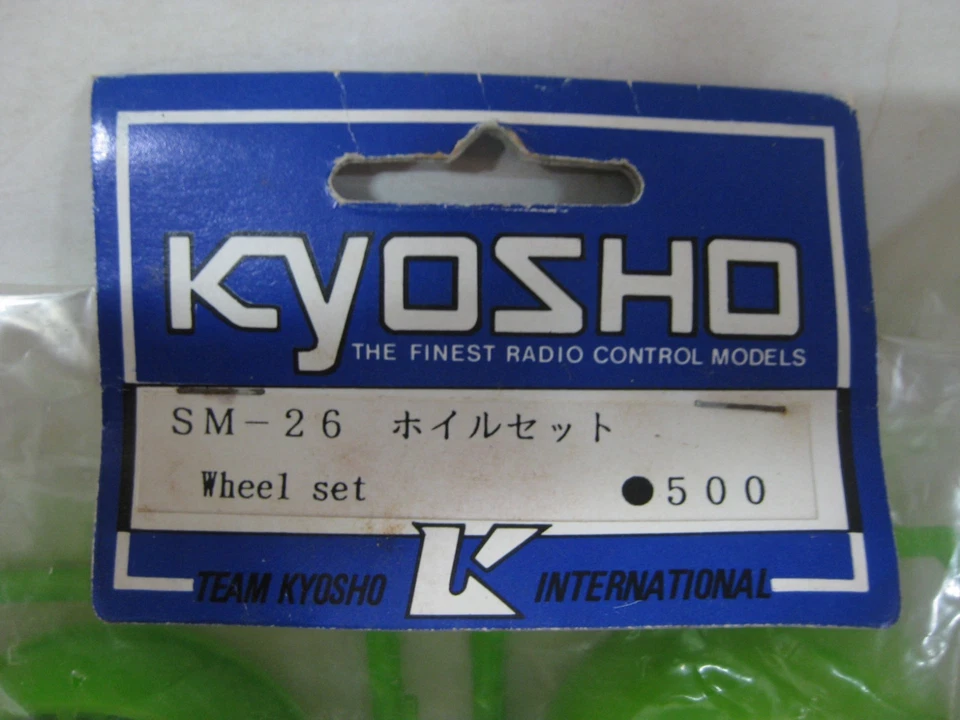 KYOSHO
THE FINEST RADIO CONTROL MODELS
SM-26 ホイルセット
Wheel set ●500
TEAM KYOSHO K INTERNATIONAL